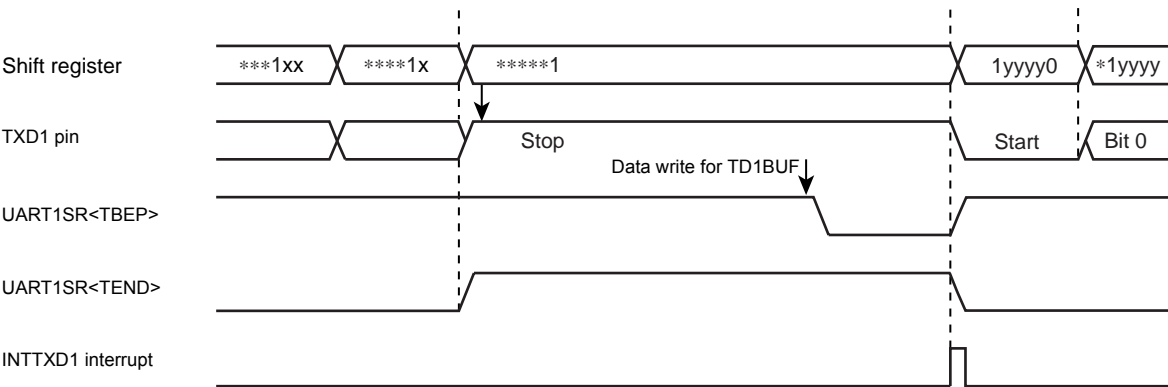 Shift register ***1xx ****1x *****1 1yyyy0 *1yyyy
TXD1 pin Stop Start Bit 0
Data write for TD1BUF
UART1SR<TBEP>
UART1SR<TEND>
INTTXD1 interrupt